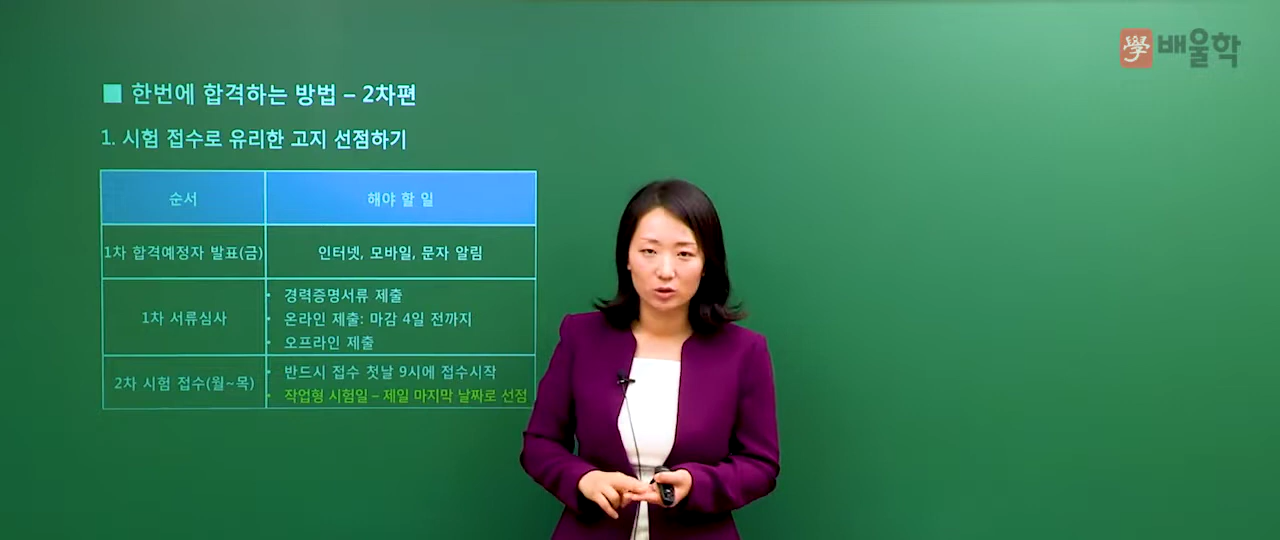 學 배울학
■ 한번에 합격하는 방법 – 2차편
1. 시험 접수로 유리한 고지 선점하기
순서 해야 할 일
1차 합격예정자 발표(금) 인터넷, 모바일, 문자 알림
1차 서류심사
• 경력증명서류 제출
• 온라인 제출: 마감 4일 전까지
• 오프라인 제출
2차 시험 접수(월~목)
• 반드시 접수 첫날 9시에 접수시작
• 작업형 시험일 – 제일 마지막 날짜로 선점